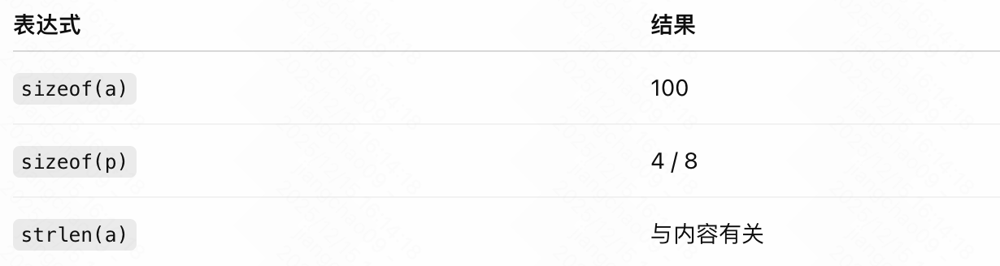 表达式 结果
sizeof(a) 100
sizeof(p) 4 / 8
strlen(a) 与内容有关